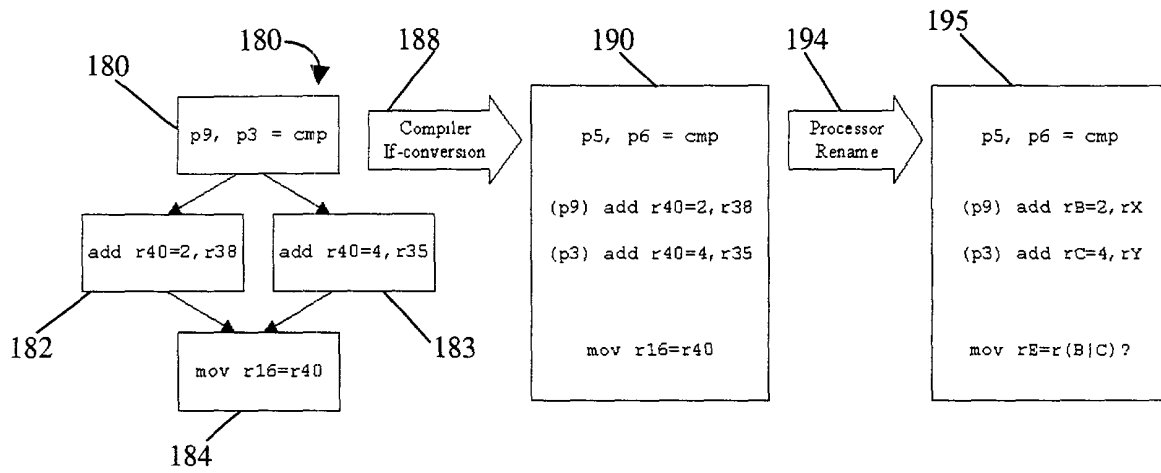 180
180
188
190
194
195
p9, p3 = cmp
Compiler
If-conversion
p5, p6 = cmp
Processor
Rename
p5, p6 = cmp
(p9) add r40=2,r38
(p9) add rB=2,rX
add r40=2,r38
add r40=4,r35
(p3) add r40=4,r35
(p3) add rC=4,rY
182
183
mov r16=r40
mov r16=r40
mov rE=r(B|C)?
184